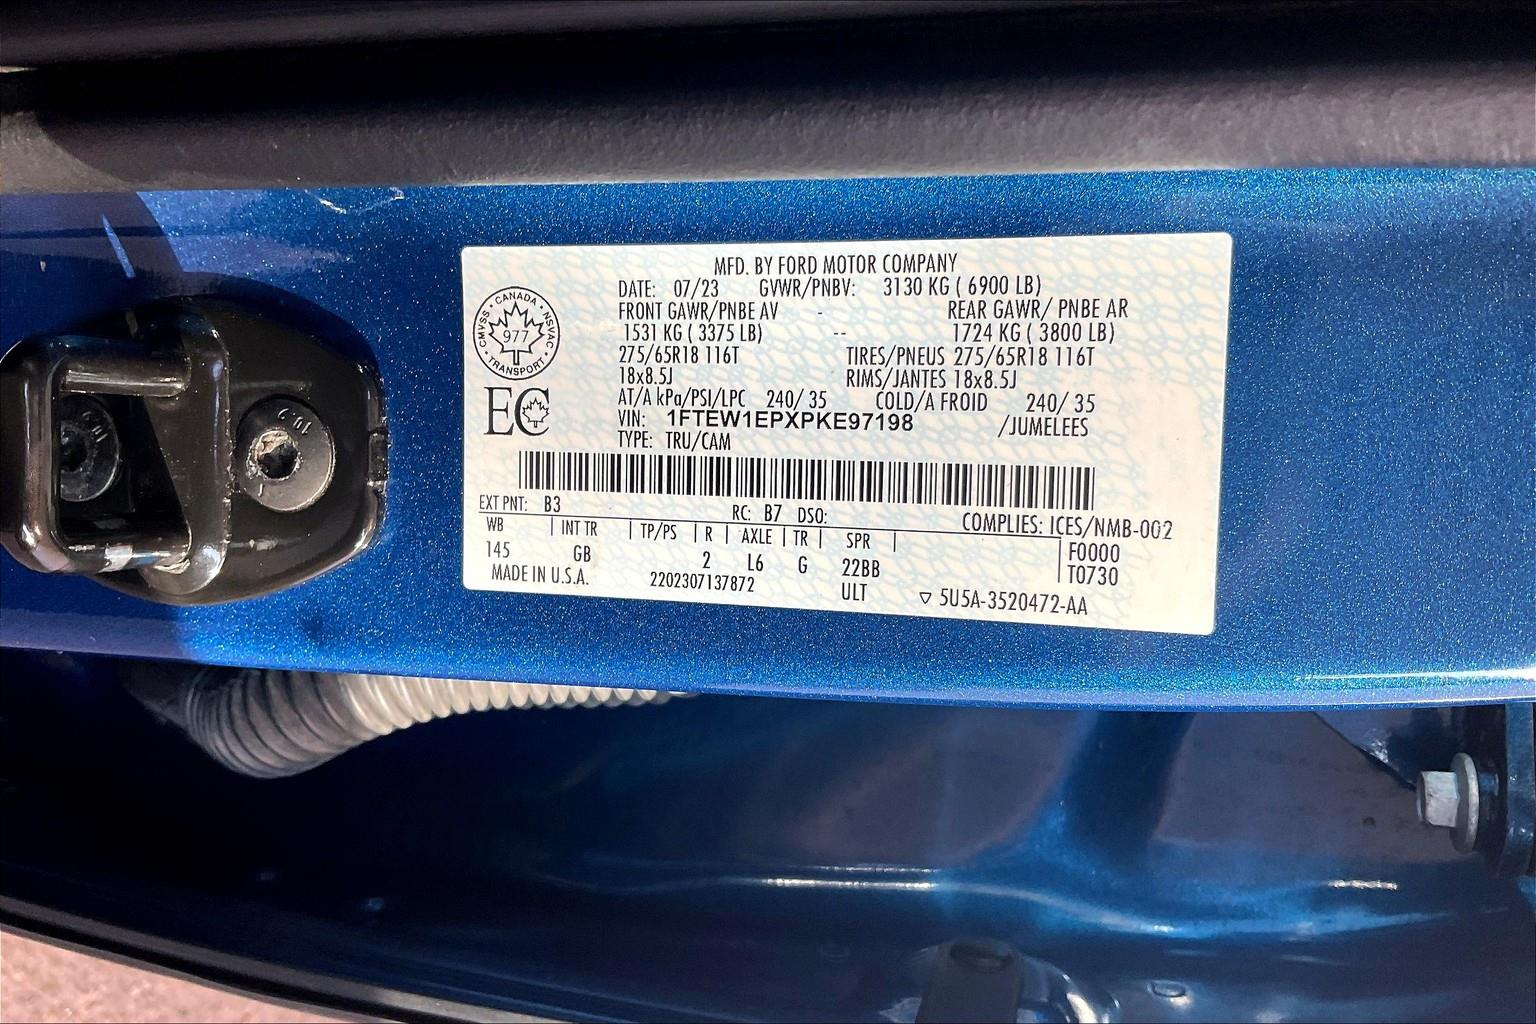 MFD. BY FORD MOTOR COMPANY
DATE: 07/23 GVWR/PNBV: 3130 KG ( 6900 LB)
FRONT GAWR/PNBE AV - REAR GAWR/ PNBE AR
1531 KG ( 3375 LB) -- 1724 KG ( 3800 LB)
275/65R18 116T TIRES/PNEUS 275/65R18 116T
18x8.5J RIMS/JANTES 18x8.5J
AT/A kPa/PSI/LPC 240/ 35 COLD/A FROID 240/ 35
VIN: 1FTEW1EPXPKE97198 /JUMELEES
TYPE: TRU/CAM
CANADA
CMVSS NSVAC
977
TRANSPORT
EC
EXT PNT: B3 RC: B7 DSO: COMPLIES: ICES/NMB-002
WB | INT TR | TP/PS | R | AXLE | TR | SPR | F0000
145 GB 2 L6 G 22BB T0730
MADE IN U.S.A. 2202307137872 ULT ▽ 5U5A-3520472-AA
10.9